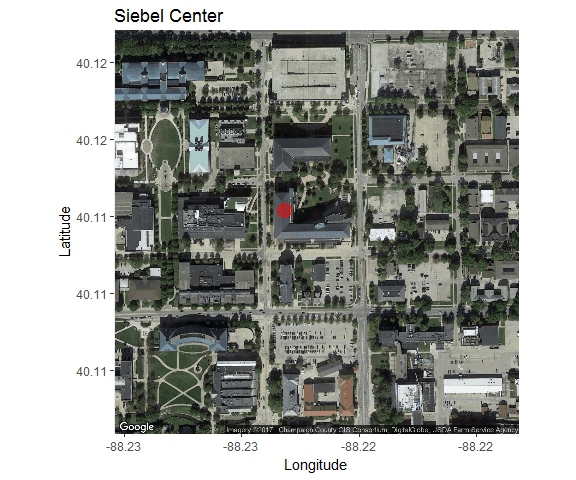 Siebel Center
40.12
40.12
40.11
40.11
40.11
Latitude
Google
Imagery ©2017 , Champaign County GIS Consortium, DigitalGlobe, USDA Farm Service Agency
-88.23
-88.23
-88.22
-88.22
Longitude